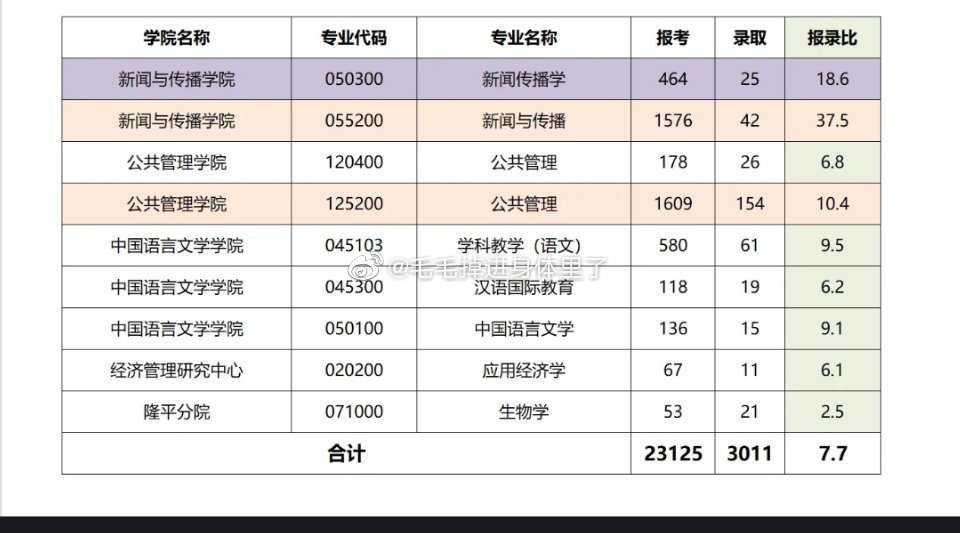 学院名称 专业代码 专业名称 报考 录取 报录比
新闻与传播学院 050300 新闻传播学 464 25 18.6
新闻与传播学院 055200 新闻与传播 1576 42 37.5
公共管理学院 120400 公共管理 178 26 6.8
公共管理学院 125200 公共管理 1609 154 10.4
中国语言文学学院 045103 学科教学（语文） 580 61 9.5
@毛毛掉进身体里了
中国语言文学学院 045300 汉语国际教育 118 19 6.2
中国语言文学学院 050100 中国语言文学 136 15 9.1
经济管理研究中心 020200 应用经济学 67 11 6.1
隆平分院 071000 生物学 53 21 2.5
合计 23125 3011 7.7